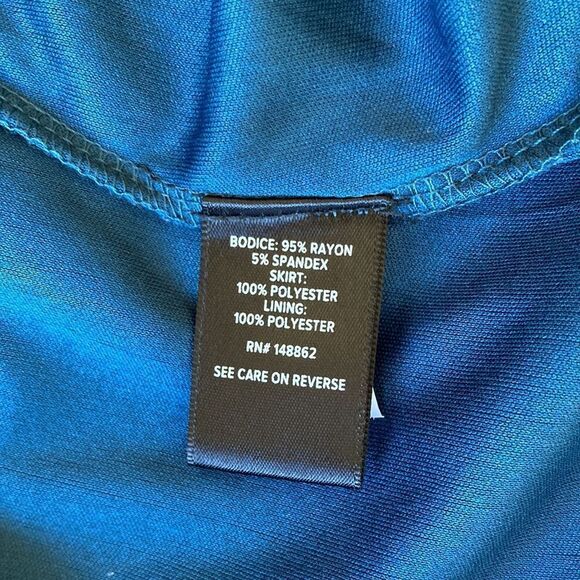 BODICE: 95% RAYON
5% SPANDEX
SKIRT:
100% POLYESTER
LINING:
100% POLYESTER
RN# 148862
SEE CARE ON REVERSE